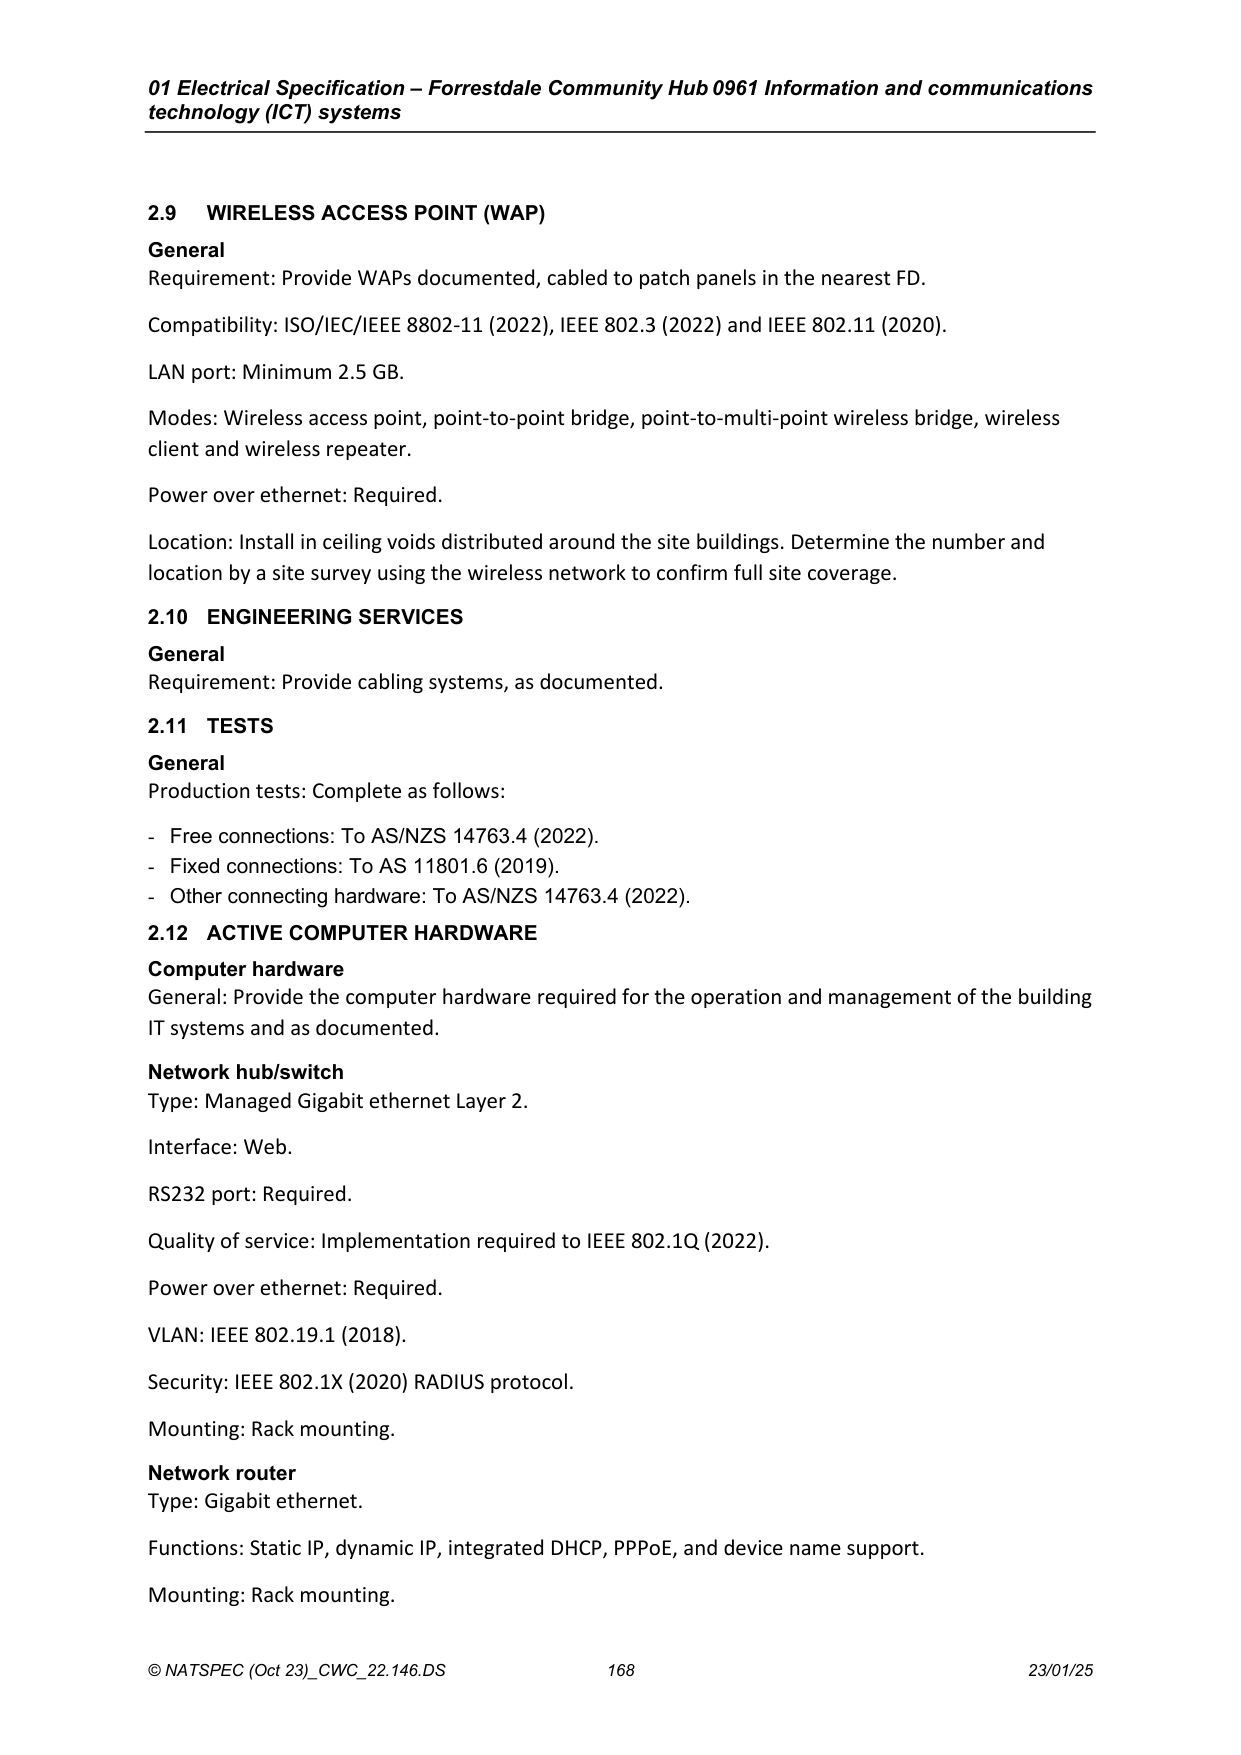 01 Electrical Specification – Forrestdale Community Hub 0961 Information and communications
technology (ICT) systems
2.9 WIRELESS ACCESS POINT (WAP)
General
Requirement: Provide WAPs documented, cabled to patch panels in the nearest FD.
Compatibility: ISO/IEC/IEEE 8802-11 (2022), IEEE 802.3 (2022) and IEEE 802.11 (2020).
LAN port: Minimum 2.5 GB.
Modes: Wireless access point, point-to-point bridge, point-to-multi-point wireless bridge, wireless
client and wireless repeater.
Power over ethernet: Required.
Location: Install in ceiling voids distributed around the site buildings. Determine the number and
location by a site survey using the wireless network to confirm full site coverage.
2.10 ENGINEERING SERVICES
General
Requirement: Provide cabling systems, as documented.
2.11 TESTS
General
Production tests: Complete as follows:
- Free connections: To AS/NZS 14763.4 (2022).
- Fixed connections: To AS 11801.6 (2019).
- Other connecting hardware: To AS/NZS 14763.4 (2022).
2.12 ACTIVE COMPUTER HARDWARE
Computer hardware
General: Provide the computer hardware required for the operation and management of the building
IT systems and as documented.
Network hub/switch
Type: Managed Gigabit ethernet Layer 2.
Interface: Web.
RS232 port: Required.
Quality of service: Implementation required to IEEE 802.1Q (2022).
Power over ethernet: Required.
VLAN: IEEE 802.19.1 (2018).
Security: IEEE 802.1X (2020) RADIUS protocol.
Mounting: Rack mounting.
Network router
Type: Gigabit ethernet.
Functions: Static IP, dynamic IP, integrated DHCP, PPPoE, and device name support.
Mounting: Rack mounting.
© NATSPEC (Oct 23)_CWC_22.146.DS 168 23/01/25